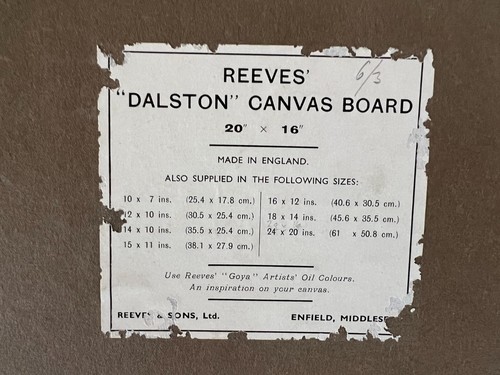 6/3
REEVES'
"DALSTON" CANVAS BOARD
20" × 16"
MADE IN ENGLAND.
ALSO SUPPLIED IN THE FOLLOWING SIZES:
10 x 7 ins. (25.4 x 17.8 cm.) 16 x 12 ins. (40.6 x 30.5 cm.)
12 x 10 ins. (30.5 x 25.4 cm.) 18 x 14 ins. (45.6 x 35.5 cm.)
14 x 10 ins. (35.5 x 25.4 cm.) 24 x 20 ins. (61 x 50.8 cm.)
15 x 11 ins. (38.1 x 27.9 cm.)
Use Reeves' "Goya" Artists' Oil Colours.
An inspiration on your canvas.
REEVES & SONS, Ltd. ENFIELD, MIDDLESE